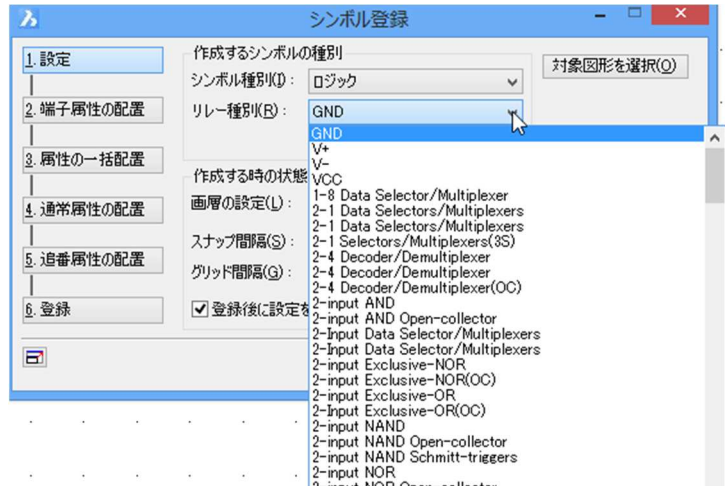 シンボル登録
1.設定
2.端子属性の配置
3.属性の一括配置
4.通常属性の配置
5.追番属性の配置
6.登録
作成するシンボルの種別
シンボル種別(I)： ロジック
リレー種別(R)： GND
対象図形を選択(O)
作成する時の状態
画層の設定(L)：
スナップ間隔(S)：
グリッド間隔(G)：
登録後に設定を
GND
V+
V-
VCC
1-8 Data Selector/Multiplexer
2-1 Data Selectors/Multiplexers
2-1 Data Selectors/Multiplexers
2-1 Selectors/Multiplexers(3S)
2-4 Decoder/Demultiplexer
2-4 Decoder/Demultiplexer
2-4 Decoder/Demultiplexer(OC)
2-input AND
2-input AND Open-collector
2-Input Data Selector/Multiplexers
2-Input Data Selector/Multiplexers
2-input Exclusive-NOR
2-input Exclusive-NOR(OC)
2-input Exclusive-OR
2-Input Exclusive-OR(OC)
2-input NAND
2-input NAND Open-collector
2-input NAND Schmitt-triggers
2-input NOR
2-input NOR Open-collector